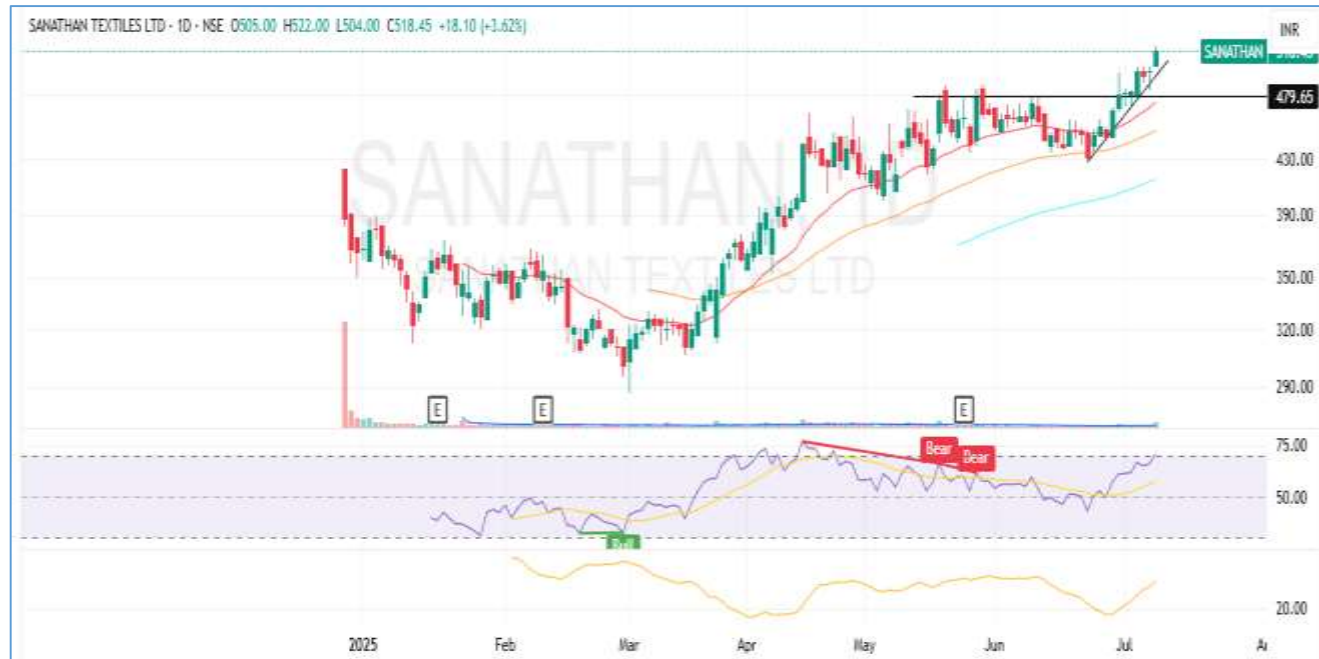 SANATHAN TEXTILES LTD - 1D - NSE O505.00 H522.00 L504.00 C518.45 +18.10 (+3.62%)
INR
SANATHAN
479.65
SANATHAN, 1D
SANATHAN TEXTILES LTD
430.00
390.00
350.00
320.00
290.00
E E E
75.00
Bear Bear
50.00
20.00
2025 Feb Mar Apr May Jun Jul